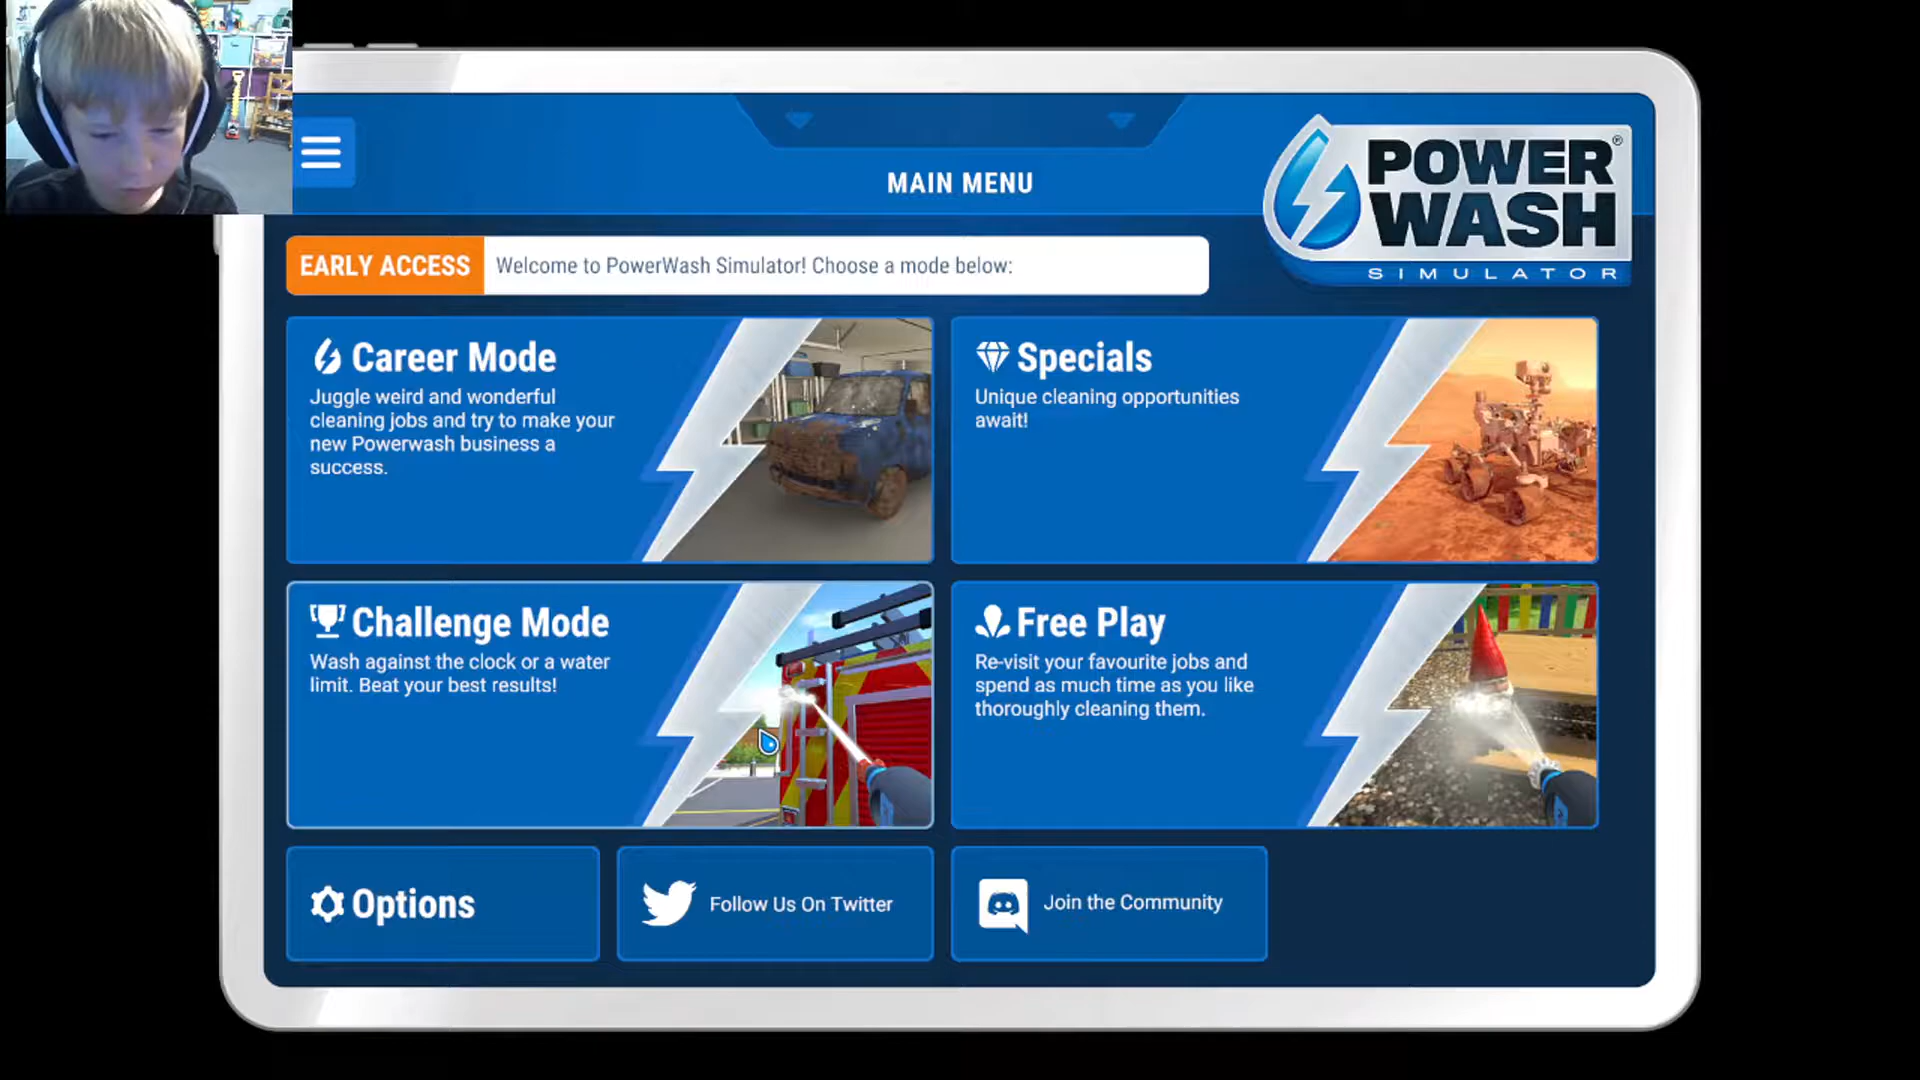 MAIN MENU
POWER
WASH
SIMULATOR
EARLY ACCESS
Welcome to PowerWash Simulator! Choose a mode below:
Career Mode
Juggle weird and wonderful
cleaning jobs and try to make your
new Powerwash business a
success.
Specials
Unique cleaning opportunities
await!
Challenge Mode
Wash against the clock or a water
limit. Beat your best results!
Free Play
Re-visit your favourite jobs and
spend as much time as you like
thoroughly cleaning them.
Options
Follow Us On Twitter
Join the Community